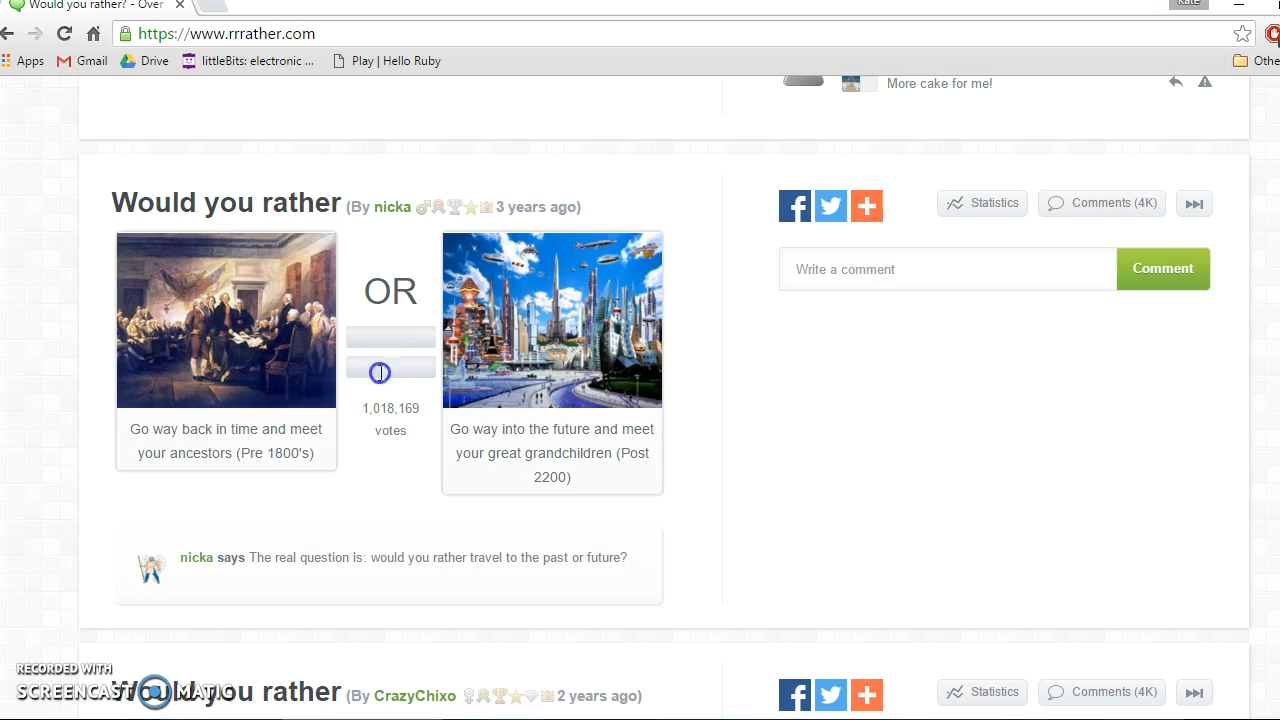 Would you rather? - Over
Kate
https://www.rrrather.com
Apps Gmail Drive littleBits: electronic ... Play | Hello Ruby Othe
More cake for me!
Would you rather (By nicka 3 years ago)
Statistics Comments (4K)
OR
Write a comment Comment
1,018,169
votes
Go way back in time and meet
your ancestors (Pre 1800's)
Go way into the future and meet
your great grandchildren (Post
2200)
nicka says The real question is: would you rather travel to the past or future?
RECORDED WITH
SCREENCAST MATIC
Would you rather (By CrazyChixo 2 years ago)
Statistics Comments (4K)